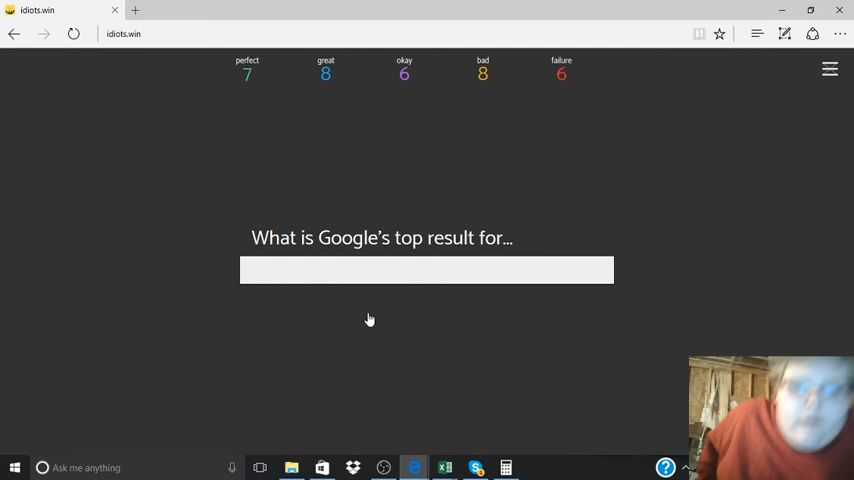 idiots.win
idiots.win
perfect great okay bad failure
7 8 6 8 6
What is Google's top result for...
Ask me anything